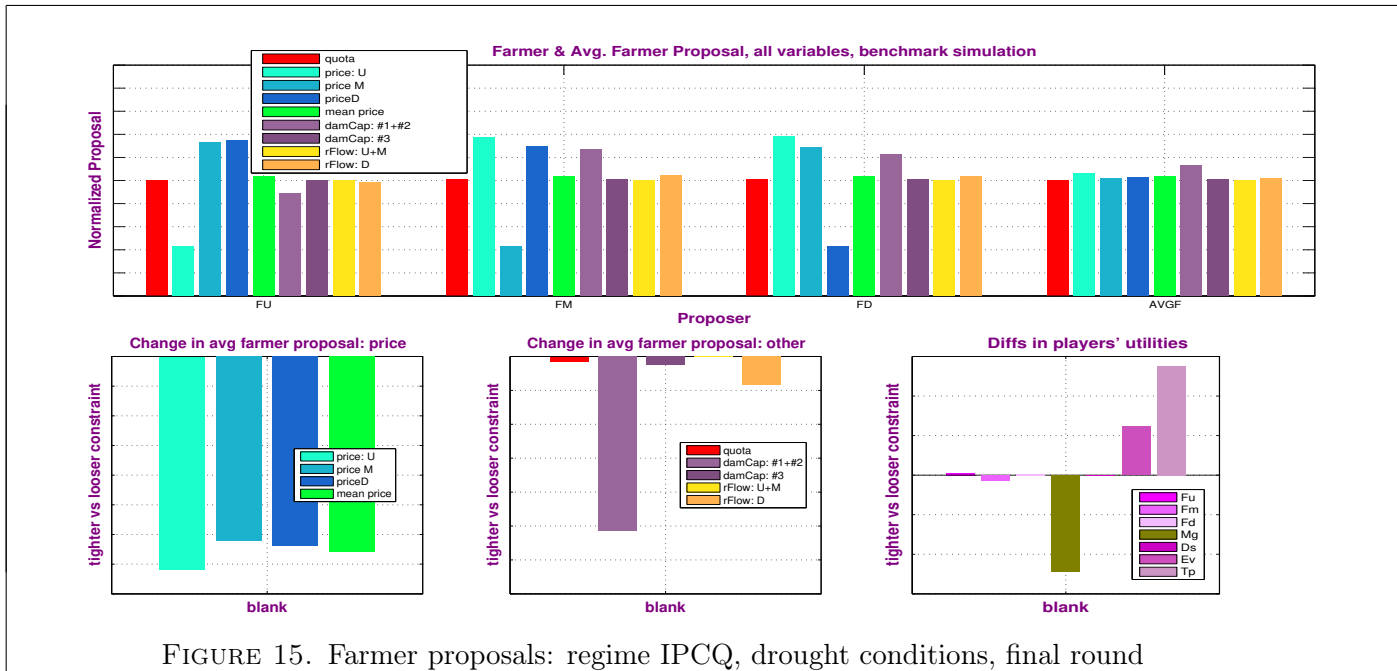 Farmer & Avg. Farmer Proposal, all variables, benchmark simulation
quota
price: U
price M
priceD
mean price
damCap: #1+#2
damCap: #3
rFlow: U+M
rFlow: D
Normalized Proposal
FU
FM
FD
AVGF
Proposer
Change in avg farmer proposal: price
tighter vs looser constraint
price: U
price M
priceD
mean price
blank
Change in avg farmer proposal: other
tighter vs looser constraint
quota
damCap: #1+#2
damCap: #3
rFlow: U+M
rFlow: D
blank
Diffs in players' utilities
tighter vs looser constraint
Fu
Fm
Fd
Mg
Ds
Ev
Tp
blank
FIGURE 15. Farmer proposals: regime IPCQ, drought conditions, final round